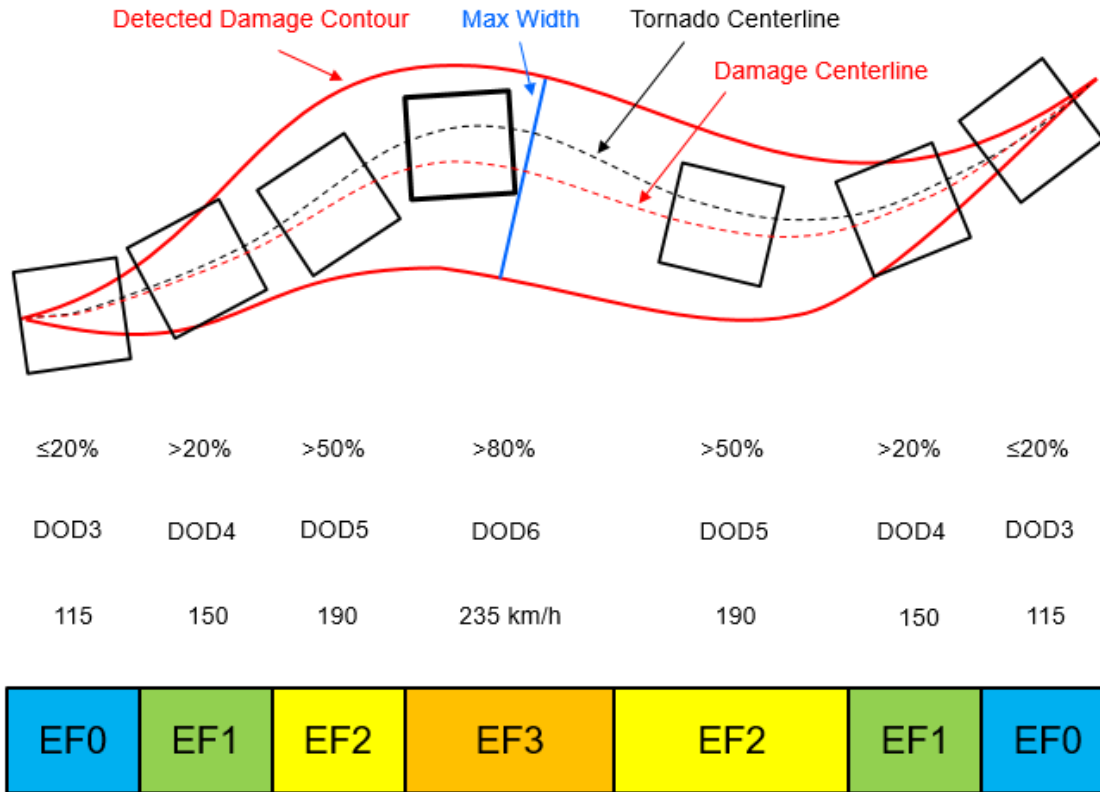 Detected Damage Contour Max Width Tornado Centerline
Damage Centerline
≤20% >20% >50% >80% >50% >20% ≤20%
DOD3 DOD4 DOD5 DOD6 DOD5 DOD4 DOD3
115 150 190 235 km/h 190 150 115
EF0 EF1 EF2 EF3 EF2 EF1 EF0